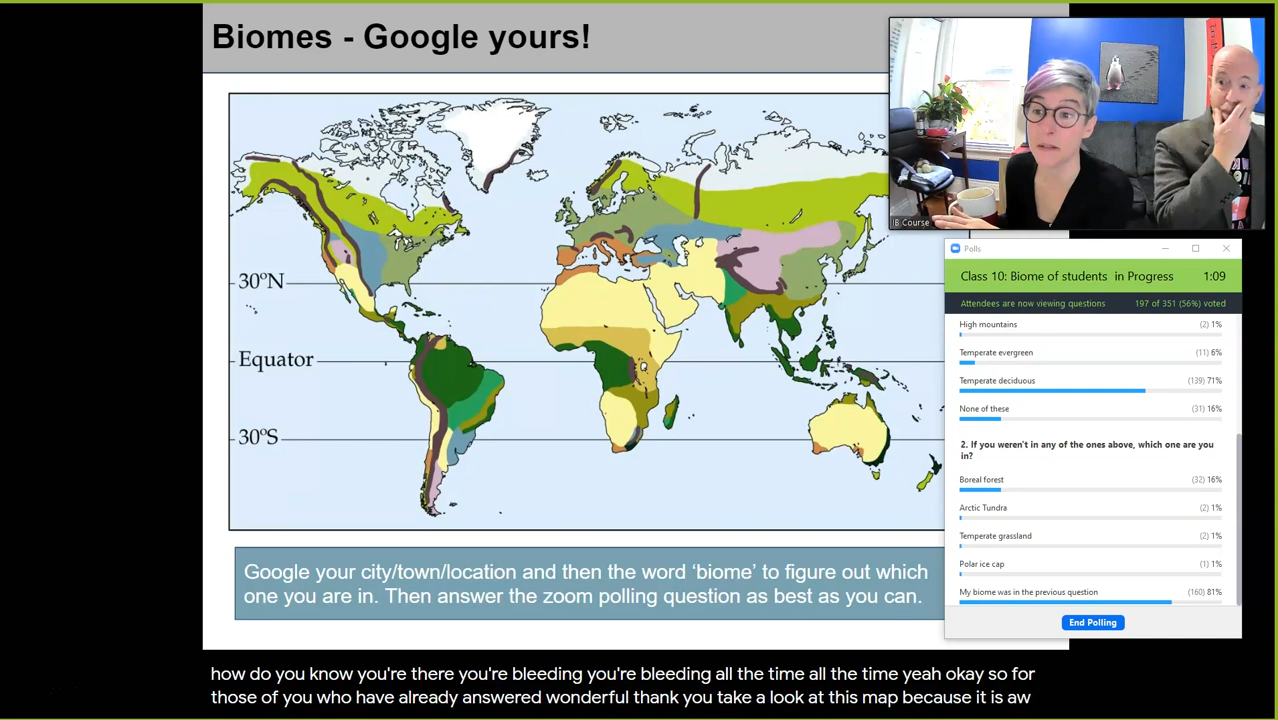 Biomes - Google yours!
30ºN
Equator
30ºS
Google your city/town/location and then the word ‘biome’ to figure out which
one you are in. Then answer the zoom polling question as best as you can.
IB Course
Polls
Class 10: Biome of students in Progress 1:09
Attendees are now viewing questions 197 of 351 (56%) voted
High mountains (2) 1%
Temperate evergreen (11) 6%
Temperate deciduous (139) 71%
None of these (31) 16%
2. If you weren't in any of the ones above, which one are you
in?
Boreal forest (32) 16%
Arctic Tundra (2) 1%
Temperate grassland (2) 1%
Polar ice cap (1) 1%
My biome was in the previous question (160) 81%
End Polling
how do you know you're there you're bleeding you're bleeding all the time all the time yeah okay so for
those of you who have already answered wonderful thank you take a look at this map because it is aw